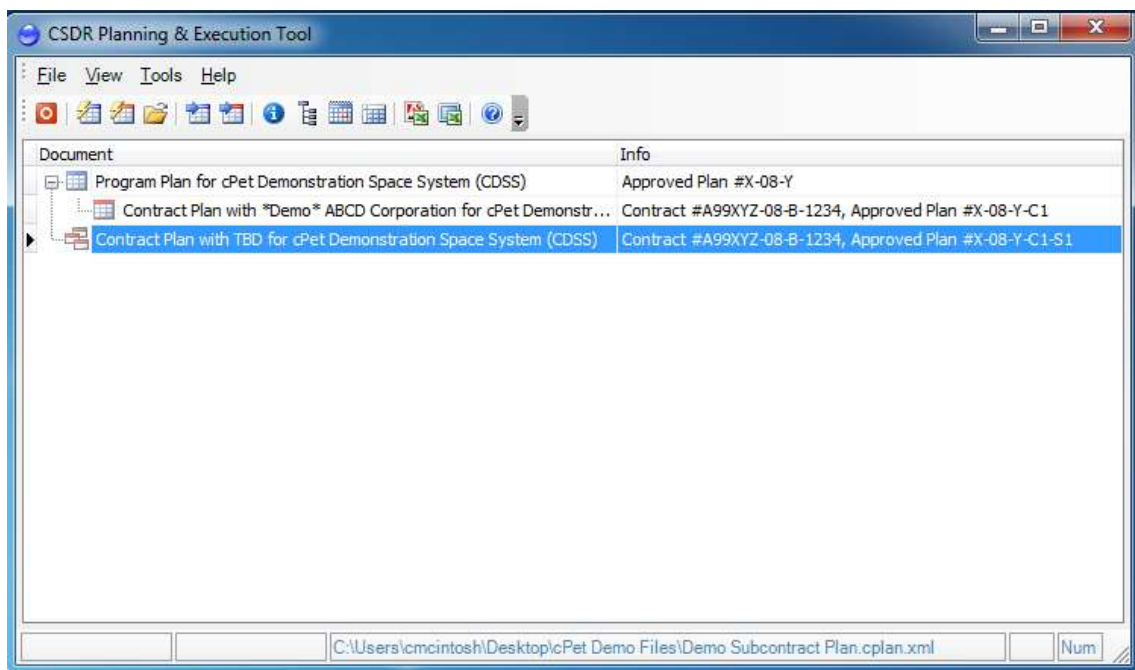 CSDR Planning & Execution Tool
File View Tools Help
Document Info
Program Plan for cPet Demonstration Space System (CDSS) Approved Plan #X-08-Y
Contract Plan with *Demo* ABCD Corporation for cPet Demonstr... Contract #A99XYZ-08-B-1234, Approved Plan #X-08-Y-C1
Contract Plan with TBD for cPet Demonstration Space System (CDSS) Contract #A99XYZ-08-B-1234, Approved Plan #X-08-Y-C1-S1
C:\Users\cmcintosh\Desktop\cPet Demo Files\Demo Subcontract Plan.cplan.xml Num